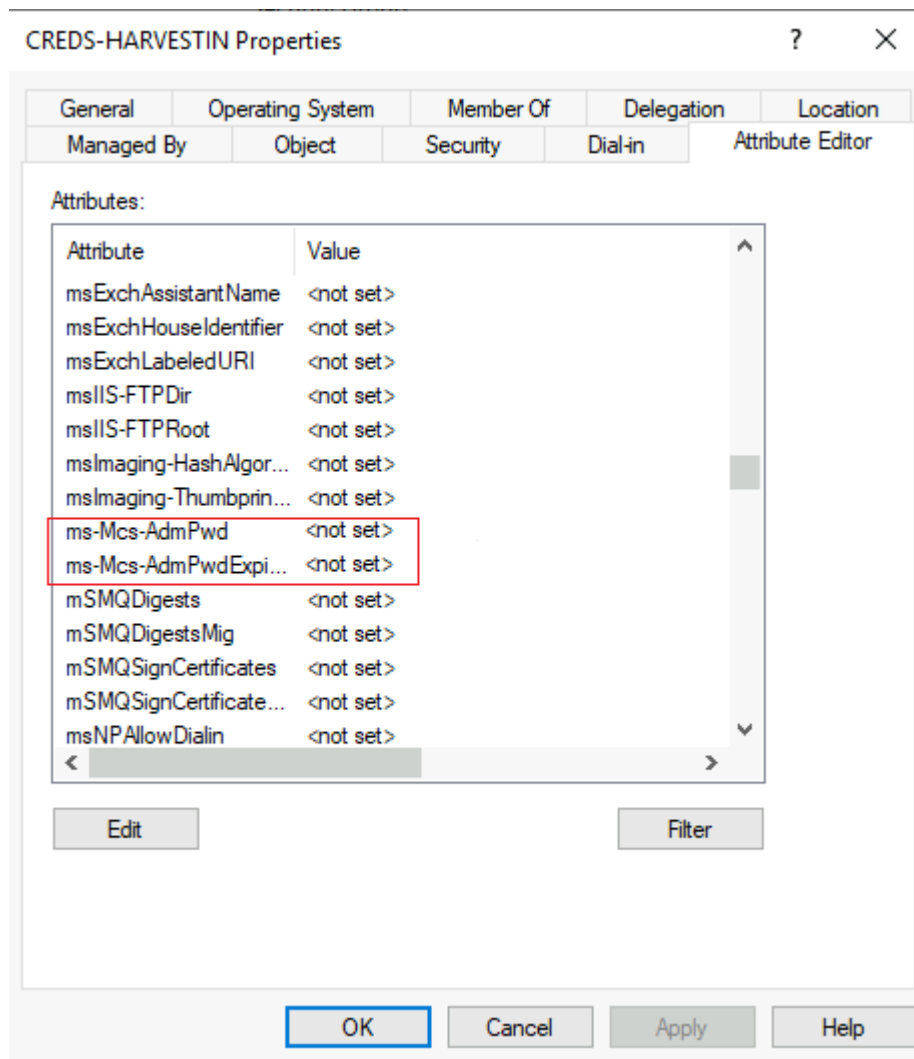 CREDS-HARVESTIN Properties ?
General Operating System Member Of Delegation Location
Managed By Object Security Dial-in Attribute Editor
Attributes:
Attribute Value
msExchAssistantName <not set>
msExchHouseIdentifier <not set>
msExchLabeledURI <not set>
msIIS-FTPDir <not set>
msIIS-FTPRoot <not set>
msImaging-HashAlgor... <not set>
msImaging-Thumbprin... <not set>
ms-Mcs-AdmPwd <not set>
ms-Mcs-AdmPwdExpi... <not set>
mSMQDigests <not set>
mSMQDigestsMig <not set>
mSMQSignCertificates <not set>
mSMQSignCertificate... <not set>
msNPAllowDialin <not set>
Edit Filter
OK Cancel Apply Help